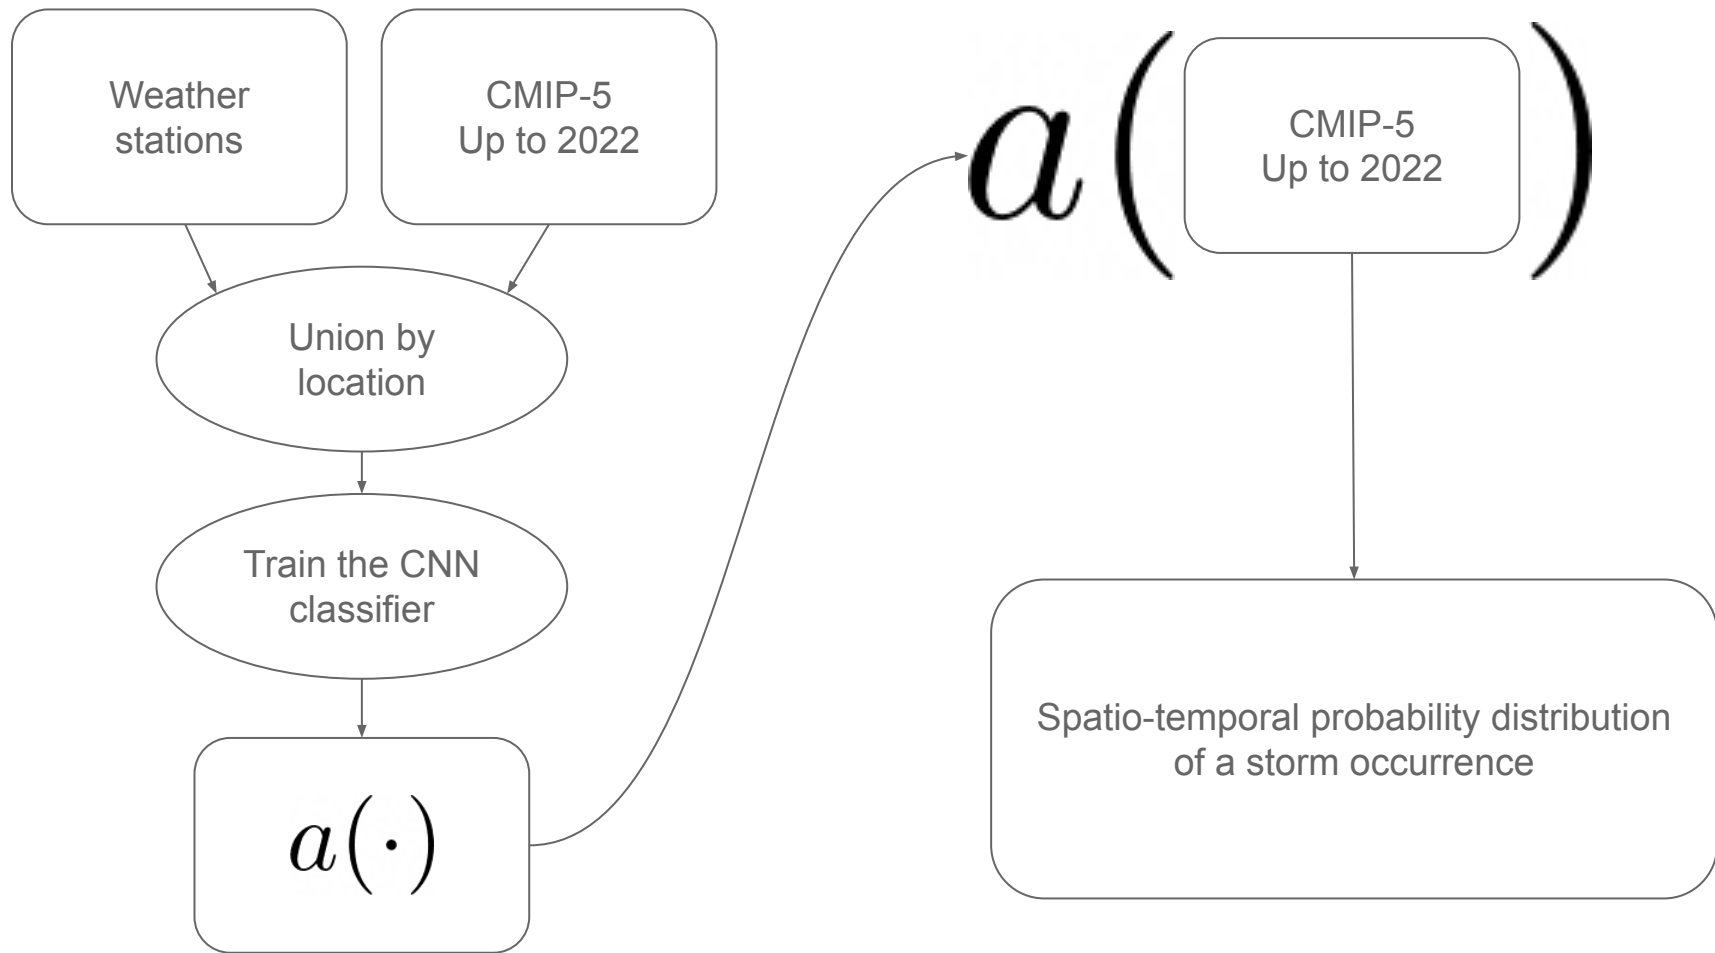 Weather
stations
CMIP-5
Up to 2022
Union by
location
Train the CNN
classifier
a(·)
a(
CMIP-5
Up to 2022
)
Spatio-temporal probability distribution
of a storm occurrence